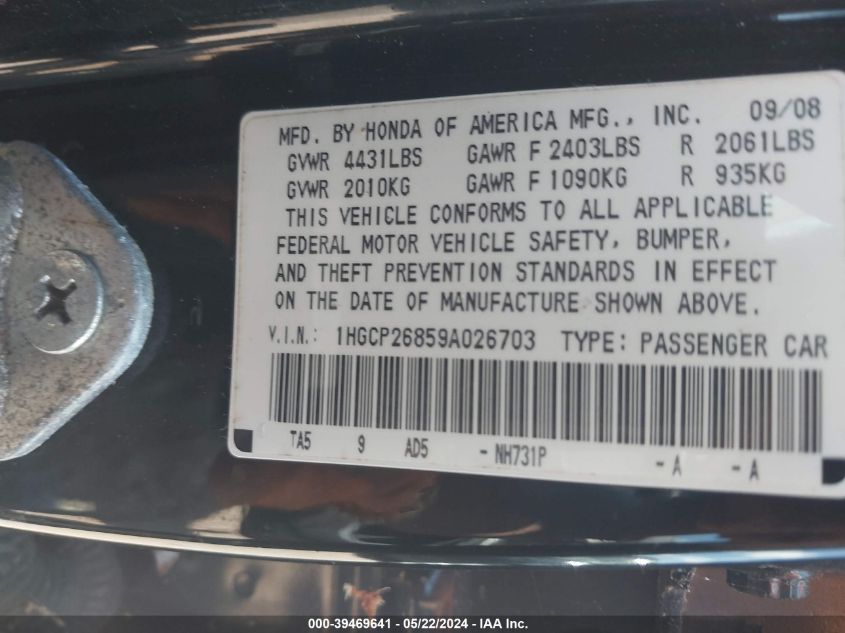 MFD. BY HONDA OF AMERICA MFG., INC. 09/08
GVWR 4431LBS GAWR F 2403LBS R 2061LBS
GVWR 2010KG GAWR F 1090KG R 935KG
THIS VEHICLE CONFORMS TO ALL APPLICABLE
FEDERAL MOTOR VEHICLE SAFETY, BUMPER,
AND THEFT PREVENTION STANDARDS IN EFFECT
ON THE DATE OF MANUFACTURE SHOWN ABOVE.
V.I.N.: 1HGCP26859A026703 TYPE: PASSENGER CAR
TA5 9 AD5 - NH731P - A - A
000-39469641 - 05/22/2024 - IAA Inc.